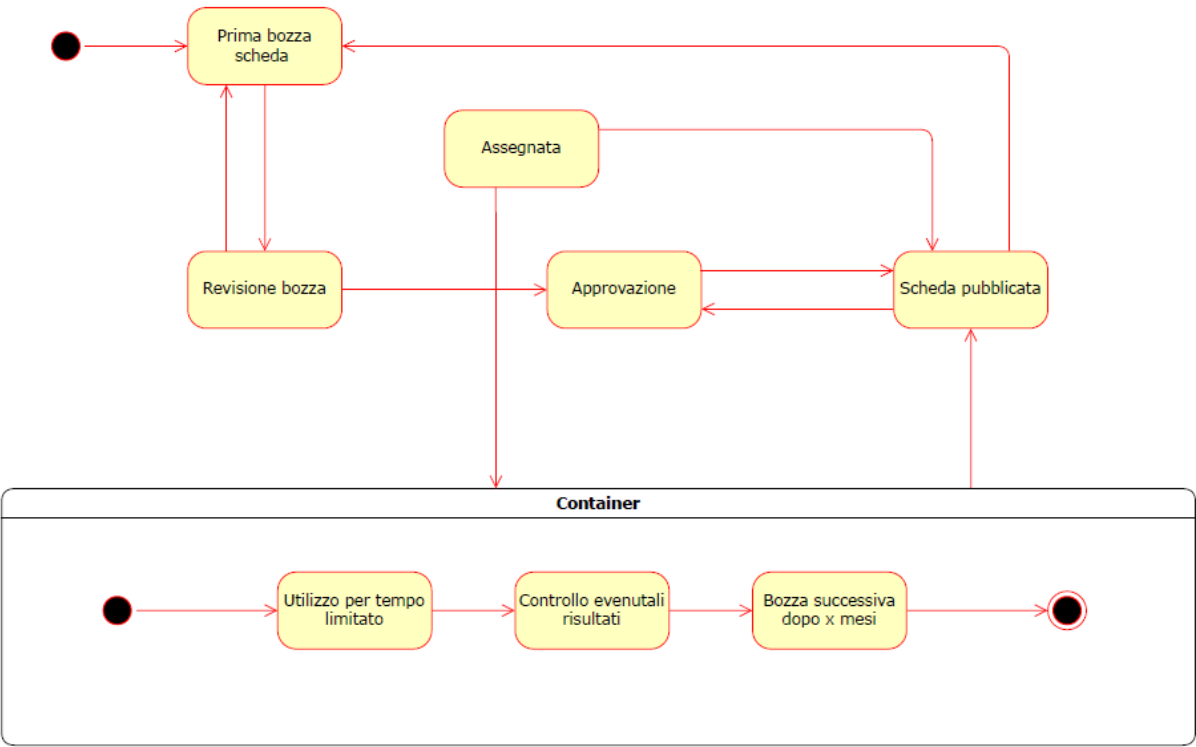 Prima bozza
scheda
Assegnata
Revisione bozza
Approvazione
Scheda pubblicata
Container
Utilizzo per tempo
limitato
Controllo evenutali
risultati
Bozza successiva
dopo x mesi